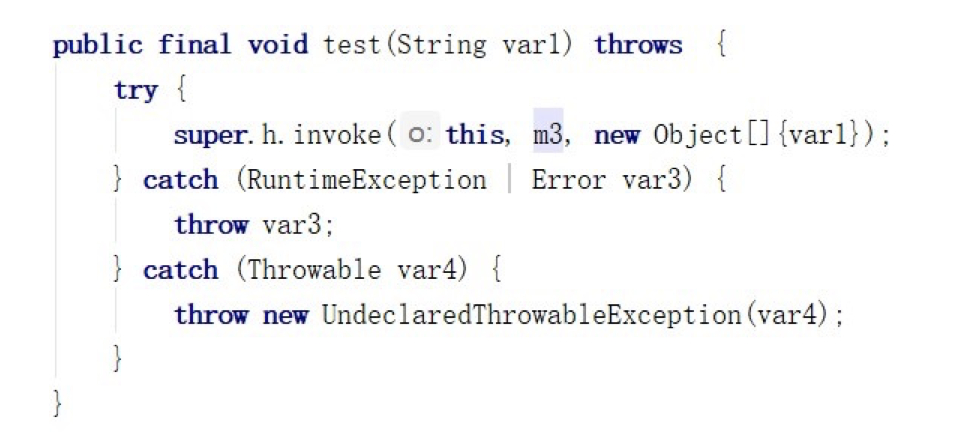 public final void test(String var1) throws  {
try {
super.h.invoke( o: this, m3, new Object[]{var1});
} catch (RuntimeException | Error var3) {
throw var3;
} catch (Throwable var4) {
throw new UndeclaredThrowableException(var4);
}
}